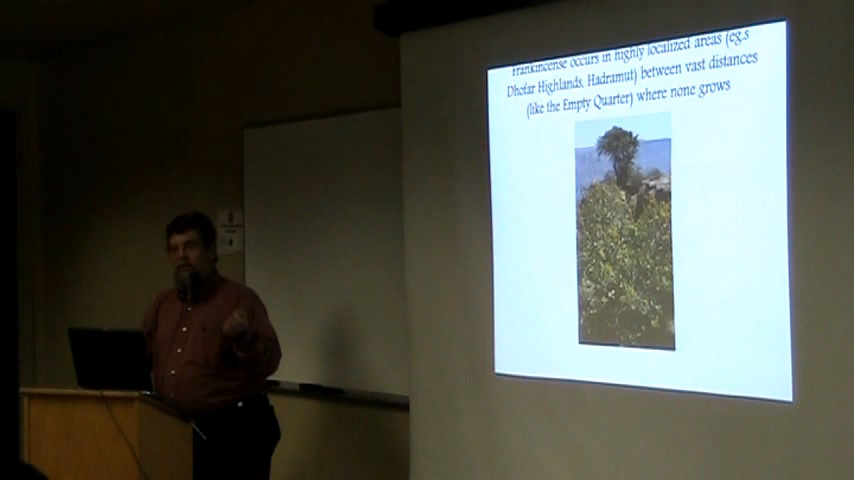 Frankincense occurs in highly localized areas (eg.s
Dhofar Highlands, Hadramut) between vast distances
(like the Empty Quarter) where none grows